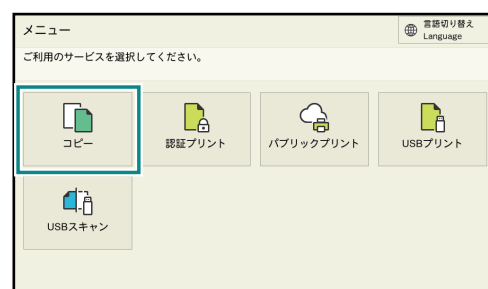 メニュー
言語切り替え
Language
ご利用のサービスを選択してください。
コピー
認証プリント
パブリックプリント
USBプリント
USBスキャン